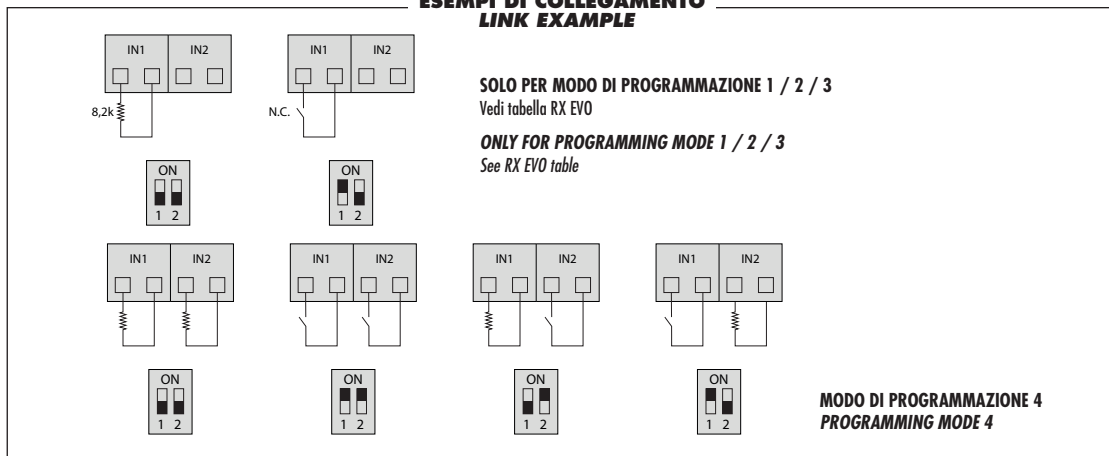 ESEMPI DI COLLEGAMENTO
LINK EXAMPLE
IN1 IN2
8,2k
ON
1 2
IN1 IN2
N.C.
ON
1 2
SOLO PER MODO DI PROGRAMMAZIONE 1 / 2 / 3
Vedi tabella RX EVO
ONLY FOR PROGRAMMING MODE 1 / 2 / 3
See RX EVO table
IN1 IN2
ON
1 2
IN1 IN2
ON
1 2
IN1 IN2
ON
1 2
IN1 IN2
ON
1 2
MODO DI PROGRAMMAZIONE 4
PROGRAMMING MODE 4